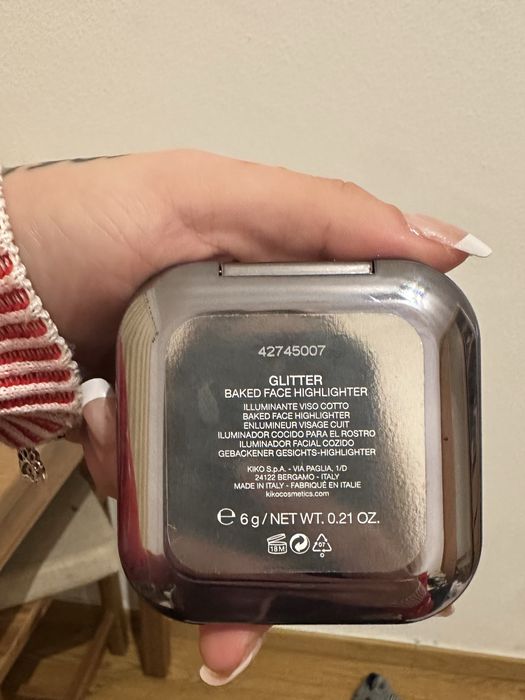 42745007
GLITTER
BAKED FACE HIGHLIGHTER
ILLUMINANTE VISO COTTO
BAKED FACE HIGHLIGHTER
ENLUMINEUR VISAGE CUIT
ILUMINADOR COCIDO PARA EL ROSTRO
ILUMINADOR FACIAL COZIDO
GEBACKENER GESICHTS-HIGHLIGHTER
KIKO S.p.A. - VIA PAGLIA, 1/D
24122 BERGAMO - ITALY
MADE IN ITALY - FABRIQUÉ EN ITALIE
kikocosmetics.com
℮ 6 g / NET WT. 0.21 OZ.
18M 07